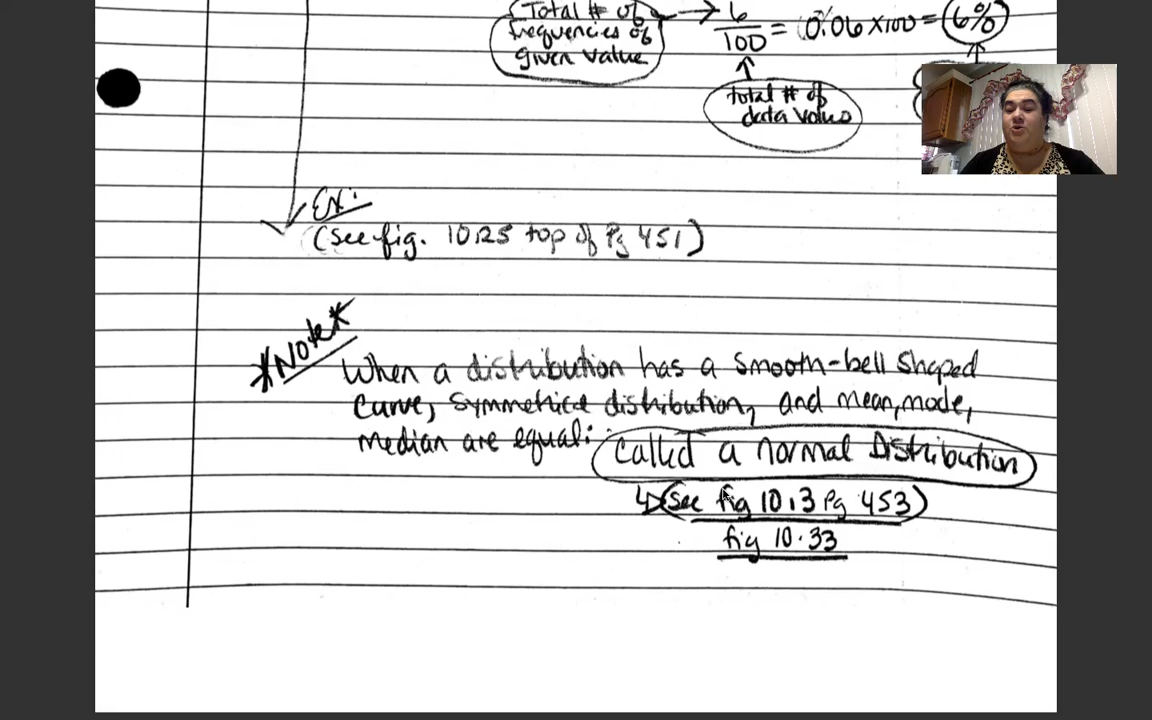 Total # of → 6/100 = 0.06 x 100 = 6%
frequencies of
given value
total # of
data value
Ex:
(see fig. 10.25 top of Pg 451)
*Note*
When a distribution has a smooth-bell shaped
curve, symmetrical distribution, and mean, mode,
median are equal:
called a normal Distribution
↳ (see fig 10.3 Pg 453)
fig 10.33